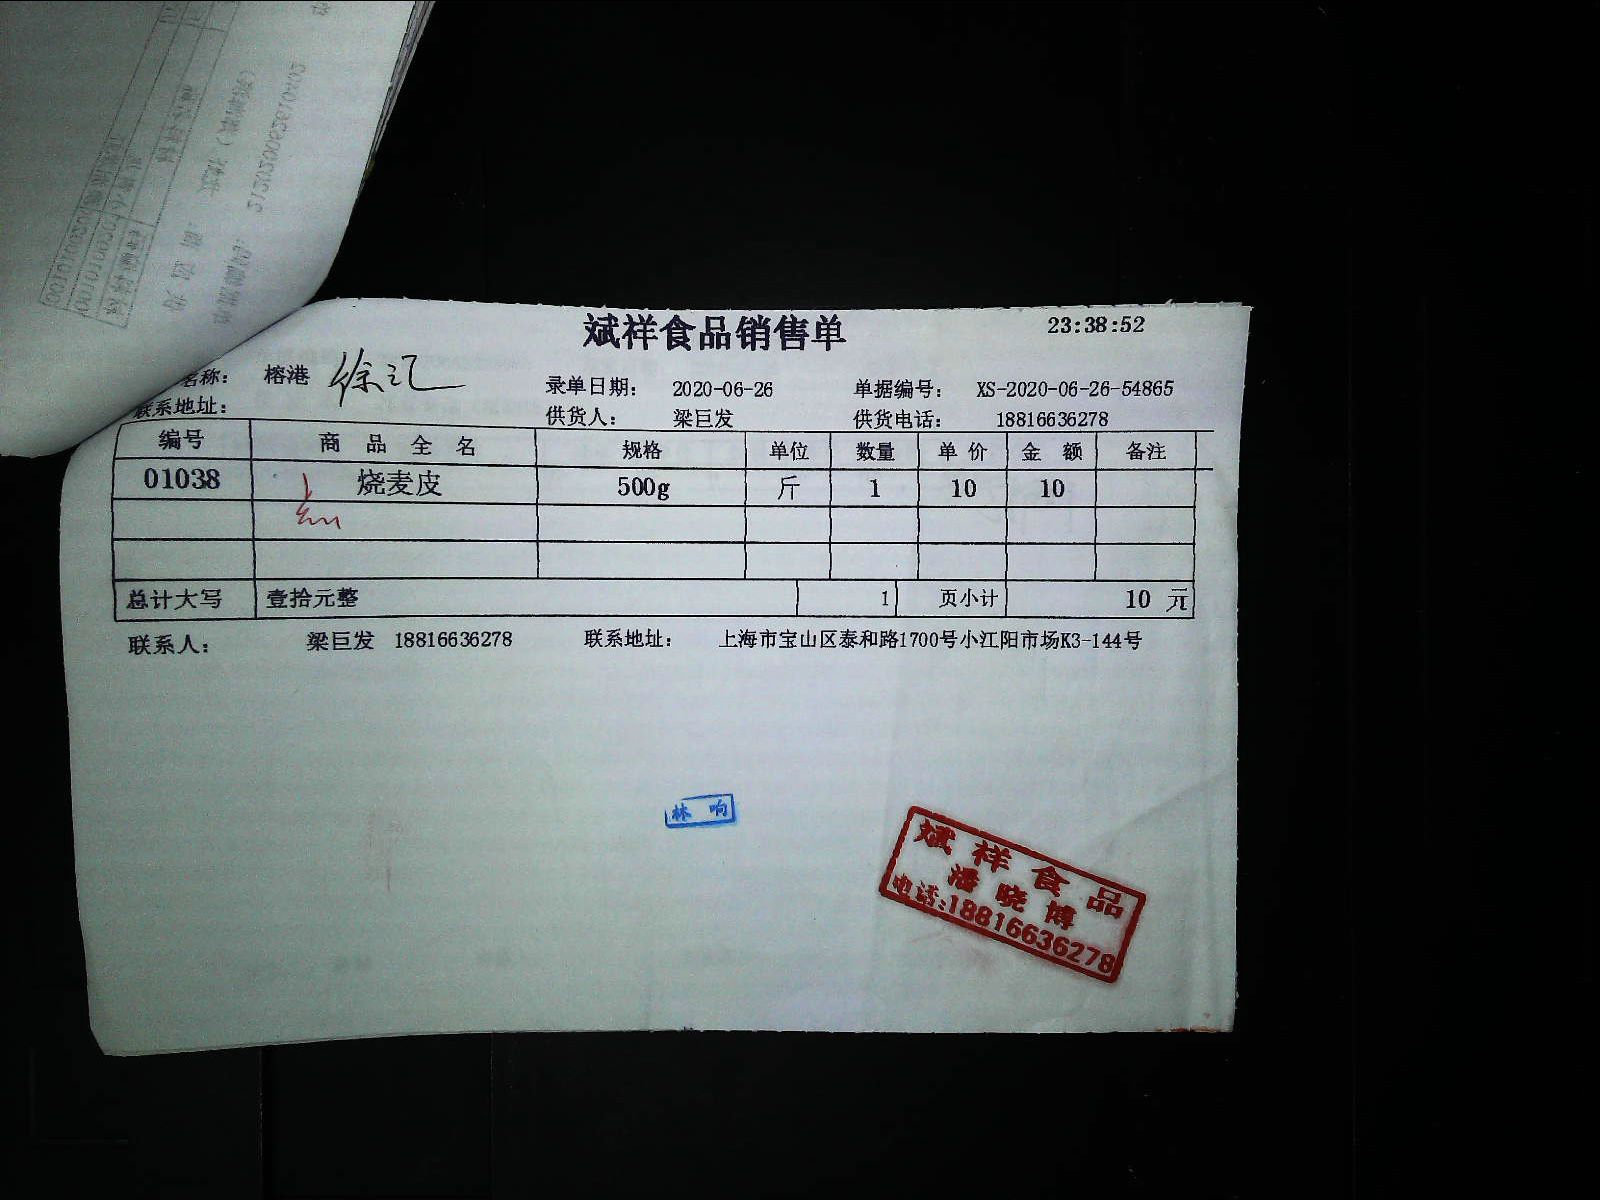 斌祥食品销售单 23:38:52
名称： 榕港 徐汇 录单日期： 2020-06-26 单据编号： XS-2020-06-26-54865
联系地址： 供货人： 梁巨发 供货电话： 18816636278
编号 商品全名 规格 单位 数量 单价 金额 备注
01038 烧麦皮 500g 斤 1 10 10
总计大写 壹拾元整 1 页小计 10 元
联系人： 梁巨发 18816636278 联系地址： 上海市宝山区泰和路1700号小江阳市场K3-144号
林响
斌祥食品
潘晓博
电话:18816636278